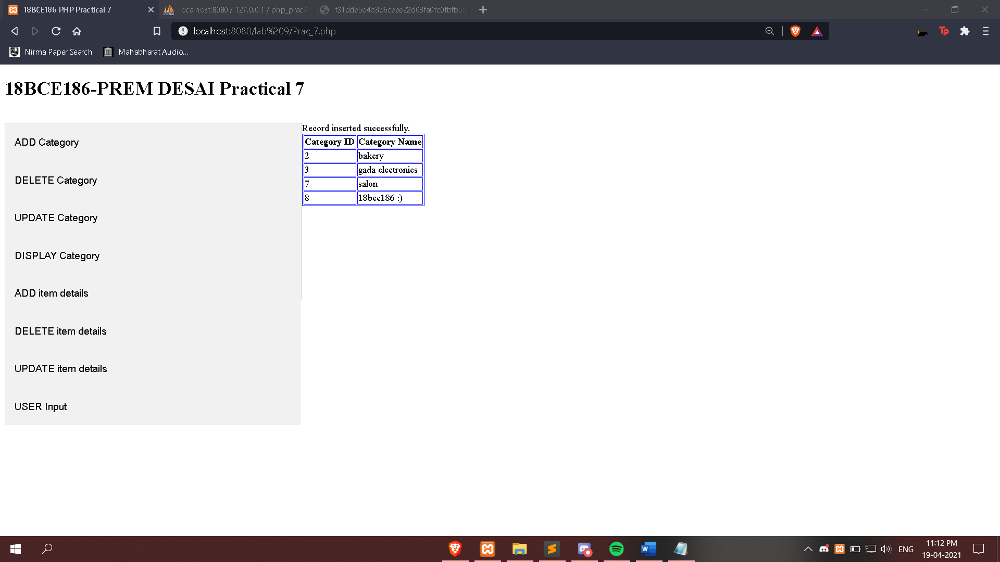 18BCE186 PHP Practical 7
localhost:8080 / 127.0.0.1 / php_prac7
f31dde5d4b3d6ceee22d03fa0fc0fbfb5f
localhost:8080/lab%209/Prac_7.php
Nirma Paper Search
Mahabharat Audio...
18BCE186-PREM DESAI Practical 7
ADD Category
DELETE Category
UPDATE Category
DISPLAY Category
ADD item details
DELETE item details
UPDATE item details
USER Input
Record inserted successfully.
Category ID Category Name
2 bakery
3 gada electronics
7 salon
8 18bce186 :)
ENG
11:12 PM
19-04-2021